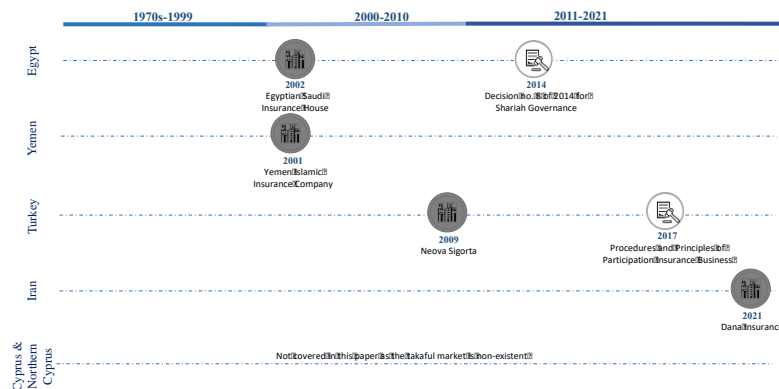 1970s-1999
2000-2010
2011-2021
Egypt
2002
Egyptian Saudi
Insurance House
2014
Decision no. 8 of 2014 for
Shariah Governance
Yemen
2001
Yemen Islamic
Insurance Company
Turkey
2009
Neova Sigorta
2017
Procedures and Principles of
Participation Insurance Business
Iran
2021
Dana Insurance
Cyprus &
Northern
Cyprus
Not covered in this paper as the takaful market is non-existent